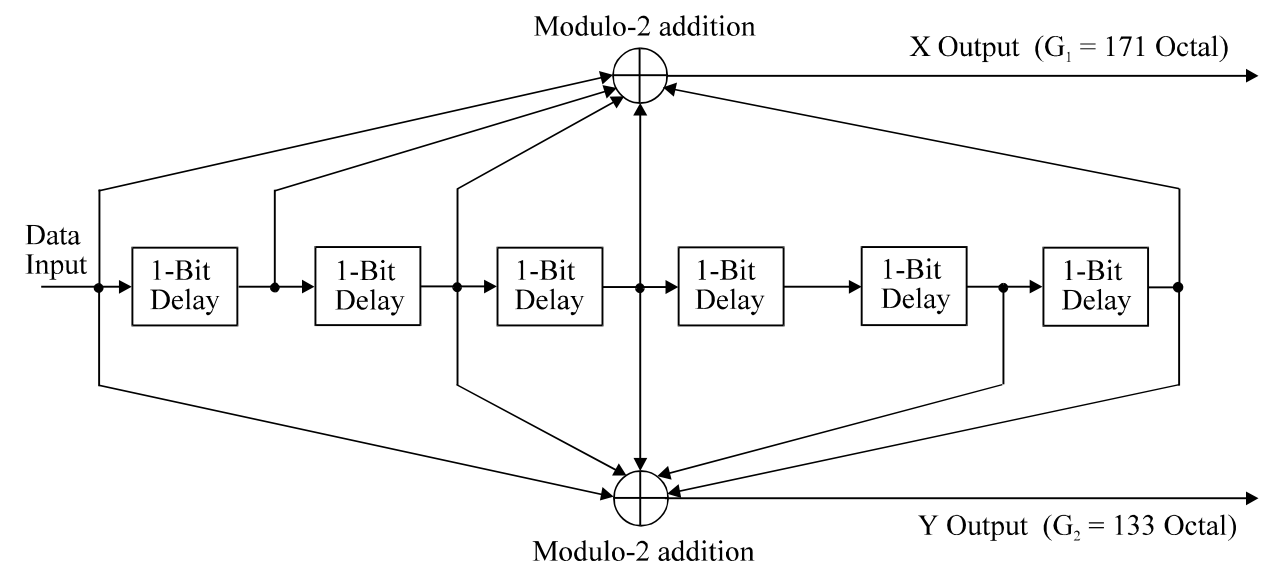 Modulo-2 addition
X Output (G₁ = 171 Octal)
Data
Input
1-Bit
Delay
1-Bit
Delay
1-Bit
Delay
1-Bit
Delay
1-Bit
Delay
1-Bit
Delay
Y Output (G₂ = 133 Octal)
Modulo-2 addition